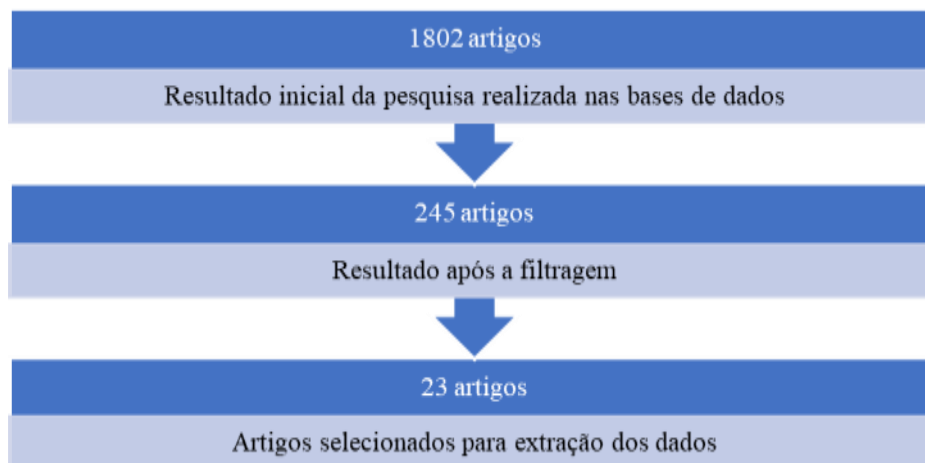 1802 artigos
Resultado inicial da pesquisa realizada nas bases de dados
245 artigos
Resultado após a filtragem
23 artigos
Artigos selecionados para extração dos dados